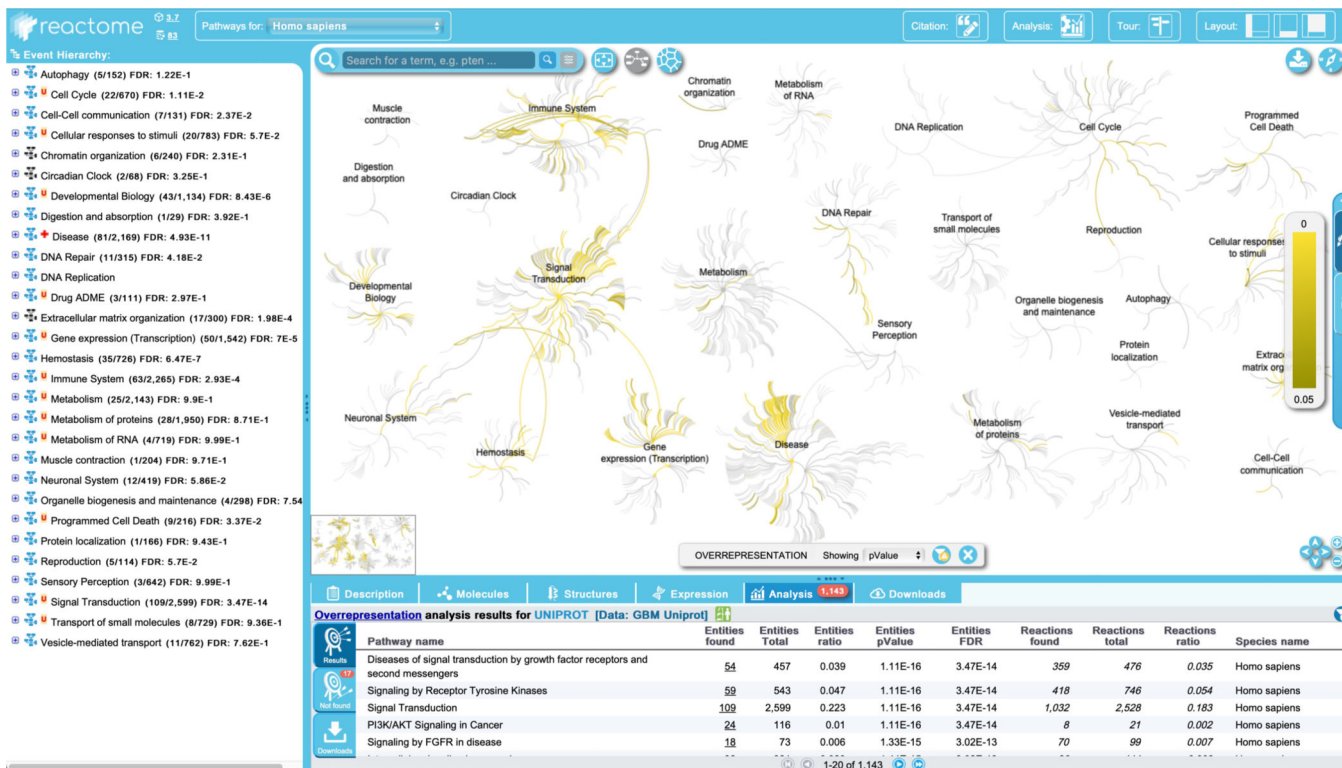 reactome
3.7
83
Pathways for: Homo sapiens
Citation:
Analysis:
Tour:
Layout:
Event Hierarchy:
Autophagy (5/152) FDR: 1.22E-1
Cell Cycle (22/670) FDR: 1.11E-2
Cell-Cell communication (7/131) FDR: 2.37E-2
Cellular responses to stimuli (20/783) FDR: 5.7E-2
Chromatin organization (6/240) FDR: 2.31E-1
Circadian Clock (2/68) FDR: 3.25E-1
Developmental Biology (43/1,134) FDR: 8.43E-6
Digestion and absorption (1/29) FDR: 3.92E-1
Disease (81/2,169) FDR: 4.93E-11
DNA Repair (11/315) FDR: 4.18E-2
DNA Replication
Drug ADME (3/111) FDR: 2.97E-1
Extracellular matrix organization (17/300) FDR: 1.98E-4
Gene expression (Transcription) (50/1,542) FDR: 7E-5
Hemostasis (35/726) FDR: 6.47E-7
Immune System (63/2,265) FDR: 2.93E-4
Metabolism (25/2,143) FDR: 9.9E-1
Metabolism of proteins (28/1,950) FDR: 8.71E-1
Metabolism of RNA (4/719) FDR: 9.99E-1
Muscle contraction (1/204) FDR: 9.71E-1
Neuronal System (12/419) FDR: 5.86E-2
Organelle biogenesis and maintenance (4/298) FDR: 7.54
Programmed Cell Death (9/216) FDR: 3.37E-2
Protein localization (1/166) FDR: 9.43E-1
Reproduction (5/114) FDR: 5.7E-2
Sensory Perception (3/642) FDR: 9.99E-1
Signal Transduction (109/2,599) FDR: 3.47E-14
Transport of small molecules (8/729) FDR: 9.36E-1
Vesicle-mediated transport (11/762) FDR: 7.62E-1
Search for a term, e.g. pten ...
Muscle
contraction
Immune System
Chromatin
organization
Metabolism
of RNA
DNA Replication
Cell Cycle
Programmed
Cell Death
Drug ADME
Digestion
and absorption
Circadian Clock
DNA Repair
Transport of
small molecules
Reproduction
Cellular responses
to stimuli
0
Signal
Transduction
Metabolism
Developmental
Biology
Organelle biogenesis
and maintenance
Autophagy
Sensory
Perception
Protein
localization
Extrac
matrix org
0.05
Neuronal System
Hemostasis
Gene
expression (Transcription)
Disease
Metabolism
of proteins
Vesicle-mediated
transport
Cell-Cell
communication
OVERREPRESENTATION Showing pValue
Description
Molecules
Structures
Expression
Analysis 1,143
Downloads
Overrepresentation analysis results for UNIPROT [Data: GBM Uniprot]
Results
17
Not found
Downloads
Pathway name Entities found Entities Total Entities ratio Entities pValue Entities FDR Reactions found Reactions total Reactions ratio Species name
Diseases of signal transduction by growth factor receptors and
second messengers 54 457 0.039 1.11E-16 3.47E-14 359 476 0.035 Homo sapiens
Signaling by Receptor Tyrosine Kinases 59 543 0.047 1.11E-16 3.47E-14 418 746 0.054 Homo sapiens
Signal Transduction 109 2,599 0.223 1.11E-16 3.47E-14 1,032 2,528 0.183 Homo sapiens
PI3K/AKT Signaling in Cancer 24 116 0.01 1.11E-16 3.47E-14 8 21 0.002 Homo sapiens
Signaling by FGFR in disease 18 73 0.006 1.33E-15 3.02E-13 70 99 0.007 Homo sapiens
1-20 of 1,143